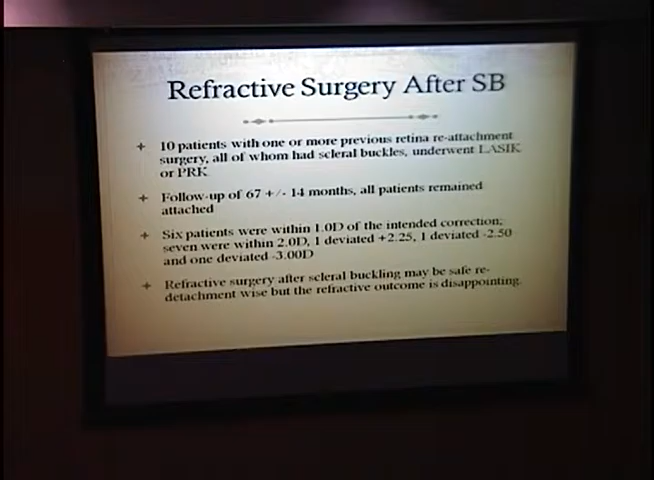 Refractive Surgery After SB
10 patients with one or more previous retina re-attachment
surgery, all of whom had scleral buckles, underwent LASIK
or PRK
Follow-up of 67 +/- 14 months, all patients remained
attached
Six patients were within 1.0D of the intended correction;
seven were within 2.0D, 1 deviated +2.25, 1 deviated -2.50
and one deviated -3.00D
Refractive surgery after scleral buckling may be safe re-
detachment wise but the refractive outcome is disappointing.